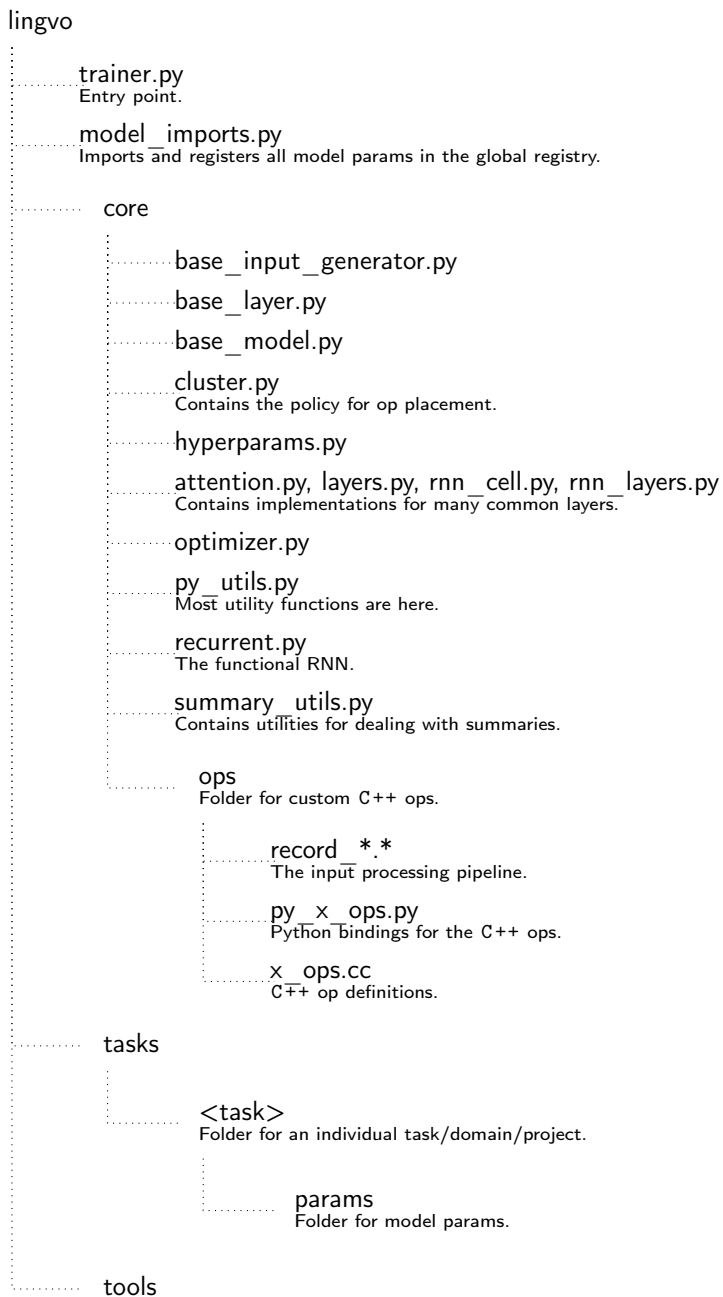 lingvo
trainer.py
Entry point.
model_imports.py
Imports and registers all model params in the global registry.
core
base_input_generator.py
base_layer.py
base_model.py
cluster.py
Contains the policy for op placement.
hyperparams.py
attention.py, layers.py, rnn_cell.py, rnn_layers.py
Contains implementations for many common layers.
optimizer.py
py_utils.py
Most utility functions are here.
recurrent.py
The functional RNN.
summary_utils.py
Contains utilities for dealing with summaries.
ops
Folder for custom C++ ops.
record_*.*
The input processing pipeline.
py_x_ops.py
Python bindings for the C++ ops.
x_ops.cc
C++ op definitions.
tasks
<task>
Folder for an individual task/domain/project.
params
Folder for model params.
tools